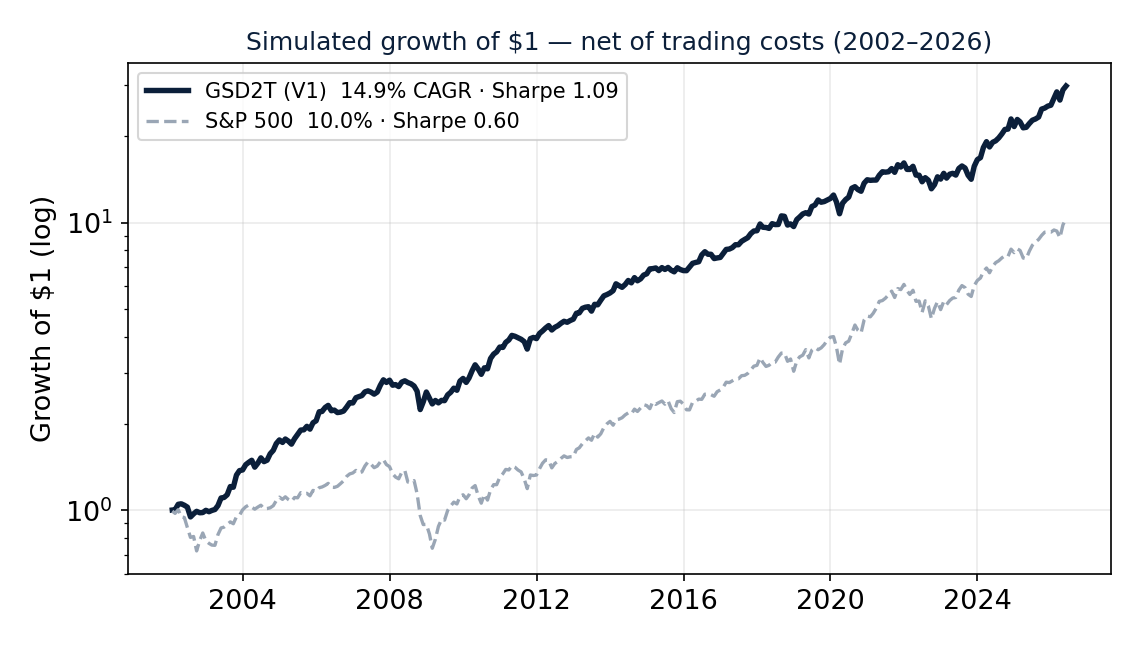 Simulated growth of $1 — net of trading costs (2002–2026)
GSD2T (V1)  14.9% CAGR · Sharpe 1.09
S&P 500  10.0% · Sharpe 0.60
Growth of $1 (log)
10¹
10⁰
2004
2008
2012
2016
2020
2024